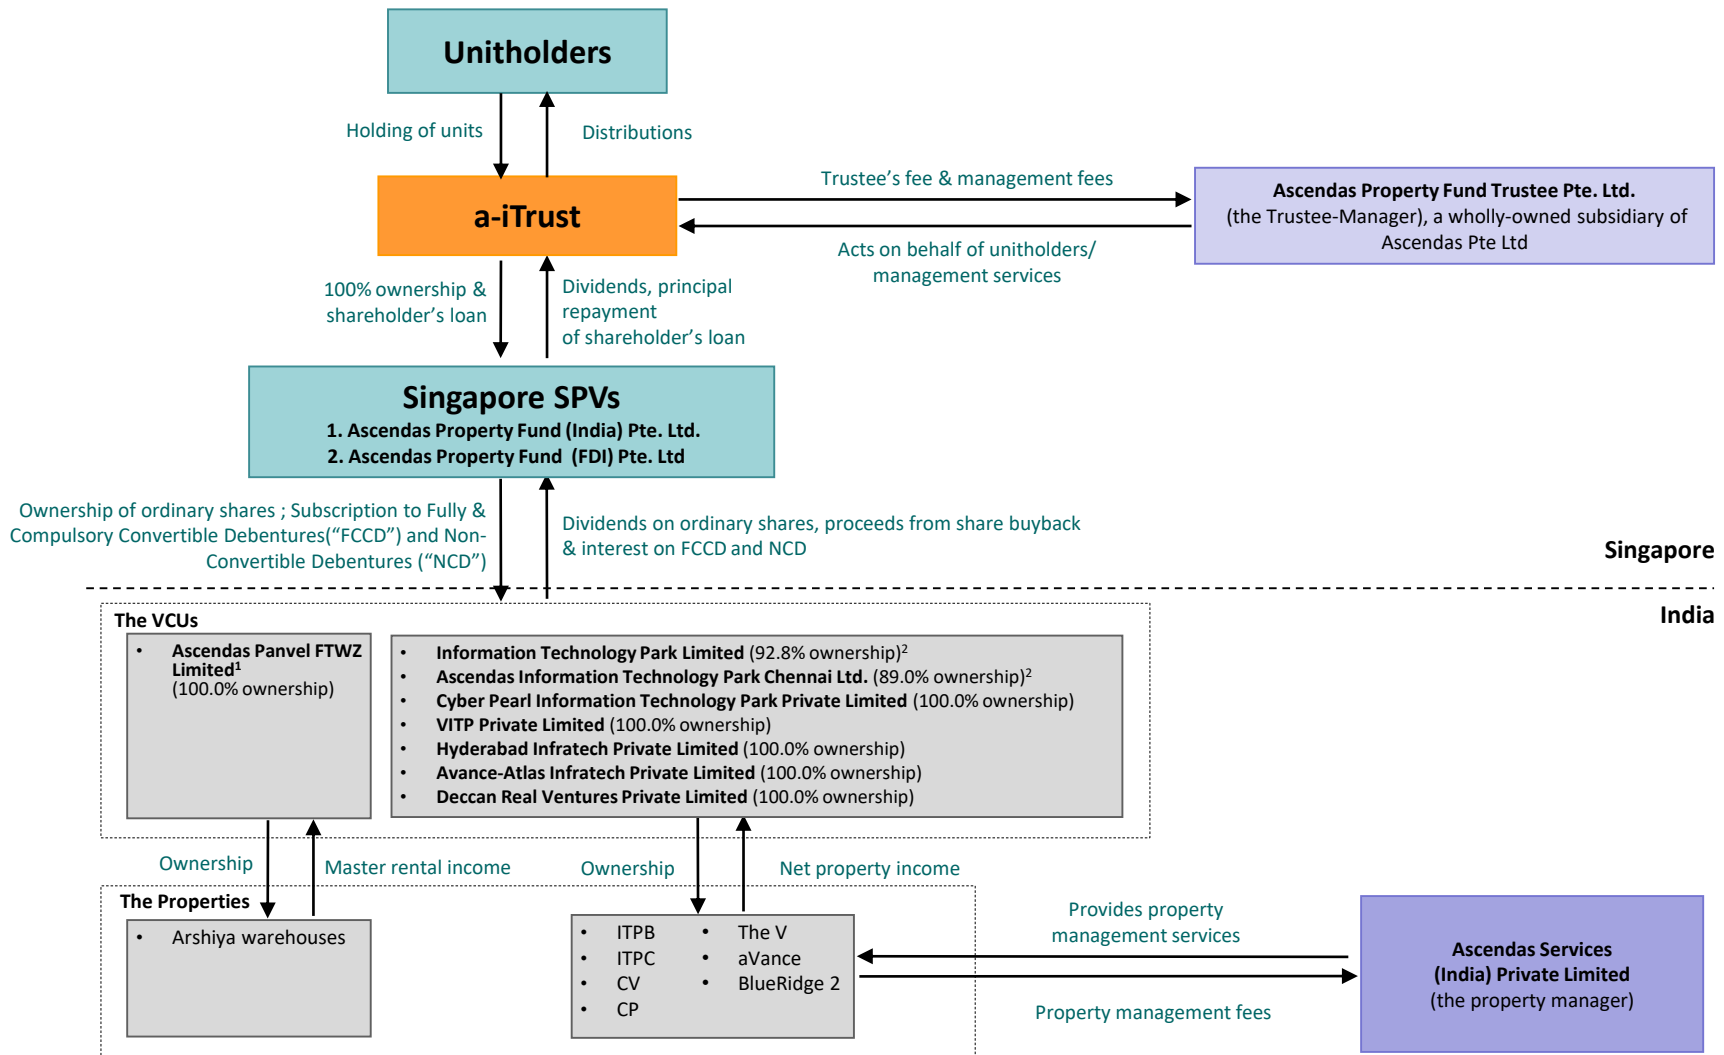 Unitholders
Holding of units
Distributions
a-iTrust
Trustee’s fee & management fees
Acts on behalf of unitholders/
management services
Ascendas Property Fund Trustee Pte. Ltd.
(the Trustee-Manager), a wholly-owned subsidiary of
Ascendas Pte Ltd
100% ownership &
shareholder’s loan
Dividends, principal
repayment
of shareholder’s loan
Singapore SPVs
1. Ascendas Property Fund (India) Pte. Ltd.
2. Ascendas Property Fund (FDI) Pte. Ltd
Ownership of ordinary shares ; Subscription to Fully &
Compulsory Convertible Debentures(“FCCD”) and Non-
Convertible Debentures (“NCD”)
Dividends on ordinary shares, proceeds from share buyback
& interest on FCCD and NCD
Singapore
India
The VCUs
• Ascendas Panvel FTWZ
Limited¹
(100.0% ownership)
• Information Technology Park Limited (92.8% ownership)²
• Ascendas Information Technology Park Chennai Ltd. (89.0% ownership)²
• Cyber Pearl Information Technology Park Private Limited (100.0% ownership)
• VITP Private Limited (100.0% ownership)
• Hyderabad Infratech Private Limited (100.0% ownership)
• Avance-Atlas Infratech Private Limited (100.0% ownership)
• Deccan Real Ventures Private Limited (100.0% ownership)
Ownership
Master rental income
Ownership
Net property income
The Properties
• Arshiya warehouses
• ITPB
• ITPC
• CV
• CP
• The V
• aVance
• BlueRidge 2
Provides property
management services
Property management fees
Ascendas Services
(India) Private Limited
(the property manager)